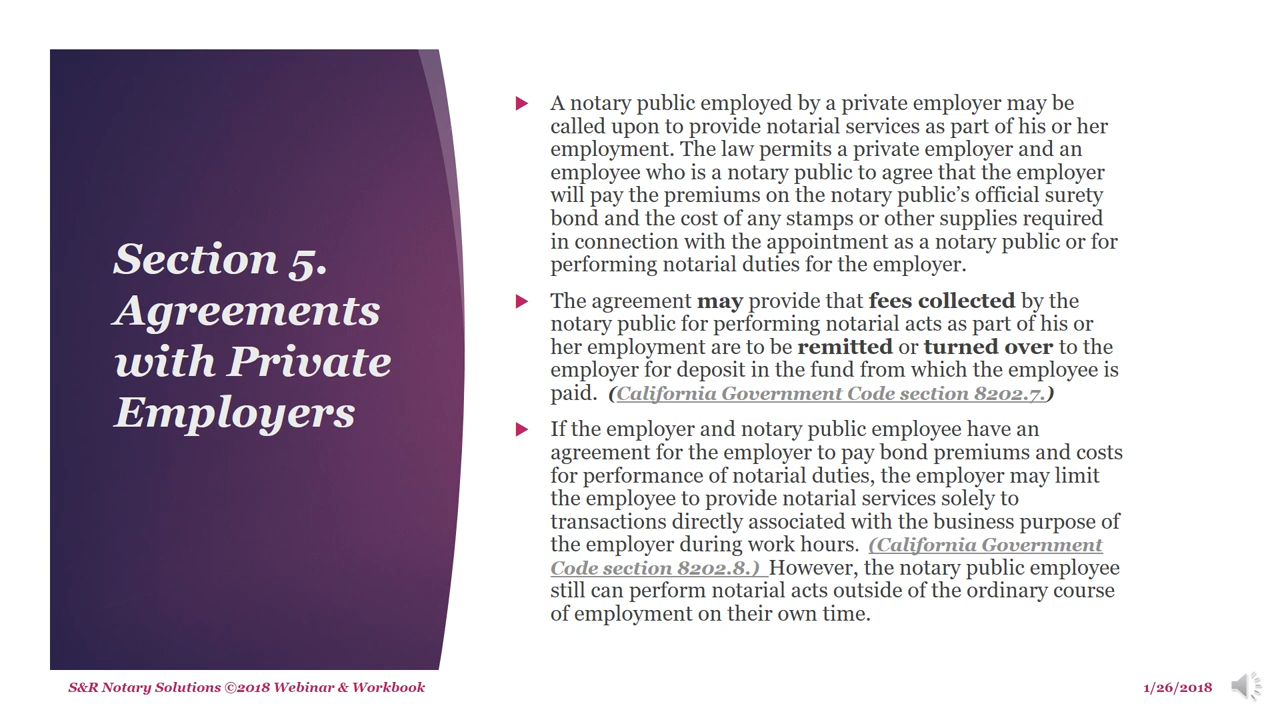 Section 5.
Agreements
with Private
Employers
A notary public employed by a private employer may be
called upon to provide notarial services as part of his or her
employment. The law permits a private employer and an
employee who is a notary public to agree that the employer
will pay the premiums on the notary public’s official surety
bond and the cost of any stamps or other supplies required
in connection with the appointment as a notary public or for
performing notarial duties for the employer.
The agreement may provide that fees collected by the
notary public for performing notarial acts as part of his or
her employment are to be remitted or turned over to the
employer for deposit in the fund from which the employee is
paid. (California Government Code section 8202.7.)
If the employer and notary public employee have an
agreement for the employer to pay bond premiums and costs
for performance of notarial duties, the employer may limit
the employee to provide notarial services solely to
transactions directly associated with the business purpose of
the employer during work hours. (California Government
Code section 8202.8.) However, the notary public employee
still can perform notarial acts outside of the ordinary course
of employment on their own time.
S&R Notary Solutions ©2018 Webinar & Workbook
1/26/2018